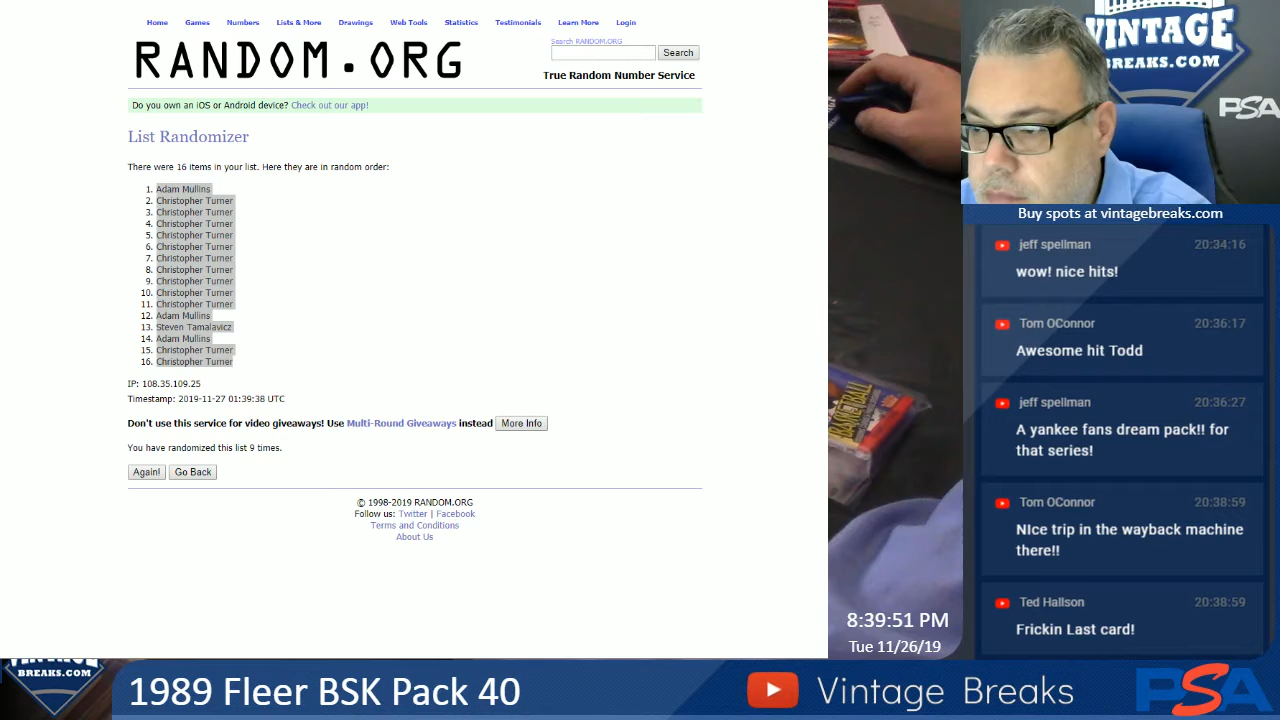 Home Games Numbers Lists & More Drawings Web Tools Statistics Testimonials Learn More Login
RANDOM.ORG
Search RANDOM.ORG
Search
True Random Number Service
Do you own an iOS or Android device? Check out our app!
List Randomizer
There were 16 items in your list. Here they are in random order:
1. Adam Mullins
2. Christopher Turner
3. Christopher Turner
4. Christopher Turner
5. Christopher Turner
6. Christopher Turner
7. Christopher Turner
8. Christopher Turner
9. Christopher Turner
10. Christopher Turner
11. Christopher Turner
12. Adam Mullins
13. Steven Tamalavicz
14. Adam Mullins
15. Christopher Turner
16. Christopher Turner
IP: 108.35.109.25
Timestamp: 2019-11-27 01:39:38 UTC
Don't use this service for video giveaways! Use Multi-Round Giveaways instead More Info
You have randomized this list 9 times.
Again! Go Back
© 1998-2019 RANDOM.ORG
Follow us: Twitter | Facebook
Terms and Conditions
About Us
BASKETBALL
VINTAGE
BREAKS.COM
PSA
Buy spots at vintagebreaks.com
jeff spellman 20:34:16
wow! nice hits!
Tom OConnor 20:36:17
Awesome hit Todd
jeff spellman 20:36:27
A yankee fans dream pack!! for
that series!
Tom OConnor 20:38:59
NIce trip in the wayback machine
there!!
Ted Hallson 20:38:59
Frickin Last card!
8:39:51 PM
Tue 11/26/19
VINTAGE
BREAKS.COM
1989 Fleer BSK Pack 40
Vintage Breaks
PSA